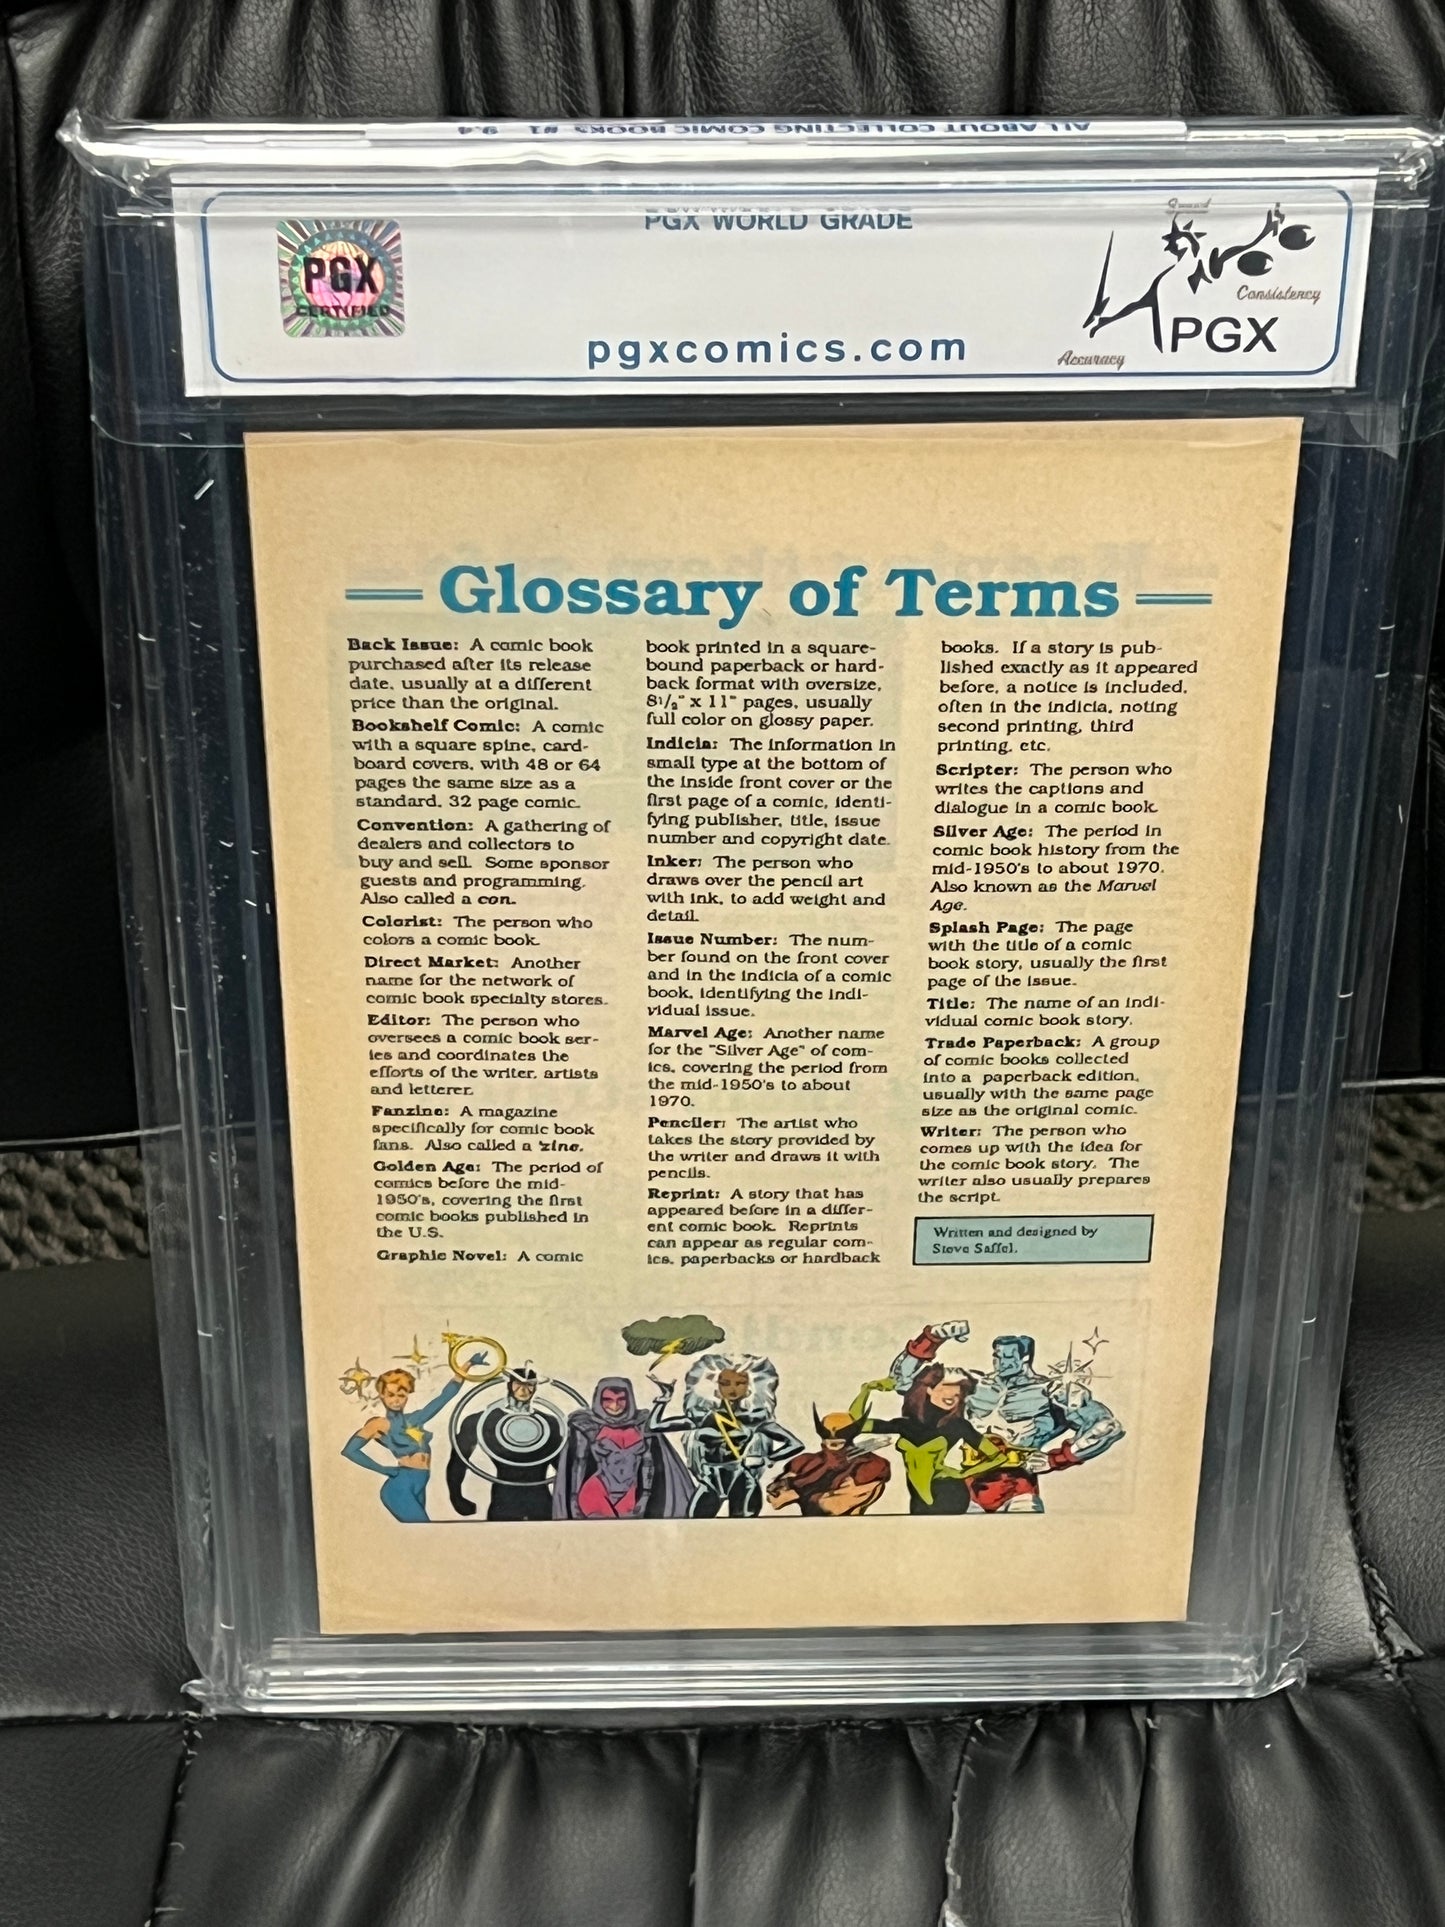 ALL ABOUT COLLECTING COMIC BOOKS #1 9.4
PGX WORLD GRADE
PGX
CERTIFIED
Sound
Consistency
Accuracy
PGX
pgxcomics.com
Glossary of Terms
Back Issue: A comic book
purchased after its release
date, usually at a different
price than the original.
Bookshelf Comic: A comic
with a square spine, card-
board covers, with 48 or 64
pages the same size as a
standard, 32 page comic.
Convention: A gathering of
dealers and collectors to
buy and sell. Some sponsor
guests and programming.
Also called a con.
Colorist: The person who
colors a comic book.
Direct Market: Another
name for the network of
comic book specialty stores.
Editor: The person who
oversees a comic book ser-
ies and coordinates the
efforts of the writer, artists
and letterer.
Fanzine: A magazine
specifically for comic book
fans. Also called a 'zine.
Golden Age: The period of
comics before the mid-
1950's, covering the first
comic books published in
the U.S.
Graphic Novel: A comic
book printed in a square-
bound paperback or hard-
back format with oversize,
8½" x 11" pages, usually
full color on glossy paper.
Indicia: The information in
small type at the bottom of
the inside front cover or the
first page of a comic, identi-
fying publisher, title, issue
number and copyright date.
Inker: The person who
draws over the pencil art
with ink, to add weight and
detail.
Issue Number: The num-
ber found on the front cover
and in the indicia of a comic
book, identifying the indi-
vidual issue.
Marvel Age: Another name
for the "Silver Age" of com-
ics, covering the period from
the mid-1950's to about
1970.
Penciler: The artist who
takes the story provided by
the writer and draws it with
pencils.
Reprint: A story that has
appeared before in a differ-
ent comic book. Reprints
can appear as regular com-
ics, paperbacks or hardback
books. If a story is pub-
lished exactly as it appeared
before, a notice is included,
often in the indicia, noting
second printing, third
printing, etc.
Scripter: The person who
writes the captions and
dialogue in a comic book.
Silver Age: The period in
comic book history from the
mid-1950's to about 1970.
Also known as the Marvel
Age.
Splash Page: The page
with the title of a comic
book story, usually the first
page of the issue.
Title: The name of an indi-
vidual comic book story.
Trade Paperback: A group
of comic books collected
into a paperback edition,
usually with the same page
size as the original comic.
Writer: The person who
comes up with the idea for
the comic book story. The
writer also usually prepares
the script.
Written and designed by
Steve Saffel.